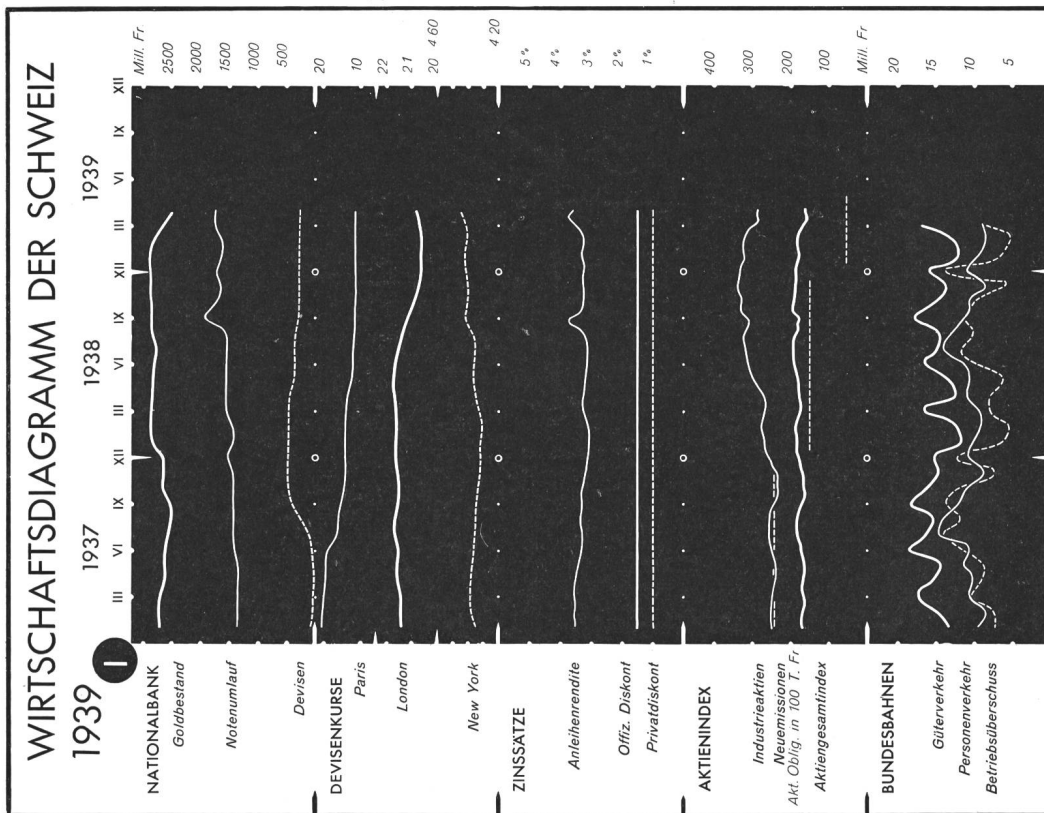 WIRTSCHAFTSDIAGRAMM DER SCHWEIZ
1939
I
1937
1938
1939
III
VI
IX
XII
III
VI
IX
XII
III
VI
IX
XII
NATIONALBANK
Goldbestand
Notenumlauf
Devisen
Mill. Fr
2500
2000
1500
1000
500
DEVISENKURSE
Paris
London
New York
20
10
22
21
20
4 60
4 20
ZINSSÄTZE
Anleihenrendite
Offiz. Diskont
Privatdiskont
5 %
4 %
3 %
2 %
1 %
AKTIENINDEX
Industrieaktien
Neuemissionen
Akt. Oblig. in 100 T. Fr
Aktiengesamtindex
400
300
200
100
BUNDESBAHNEN
Güterverkehr
Personenverkehr
Betriebsüberschuss
Mill. Fr
20
15
10
5